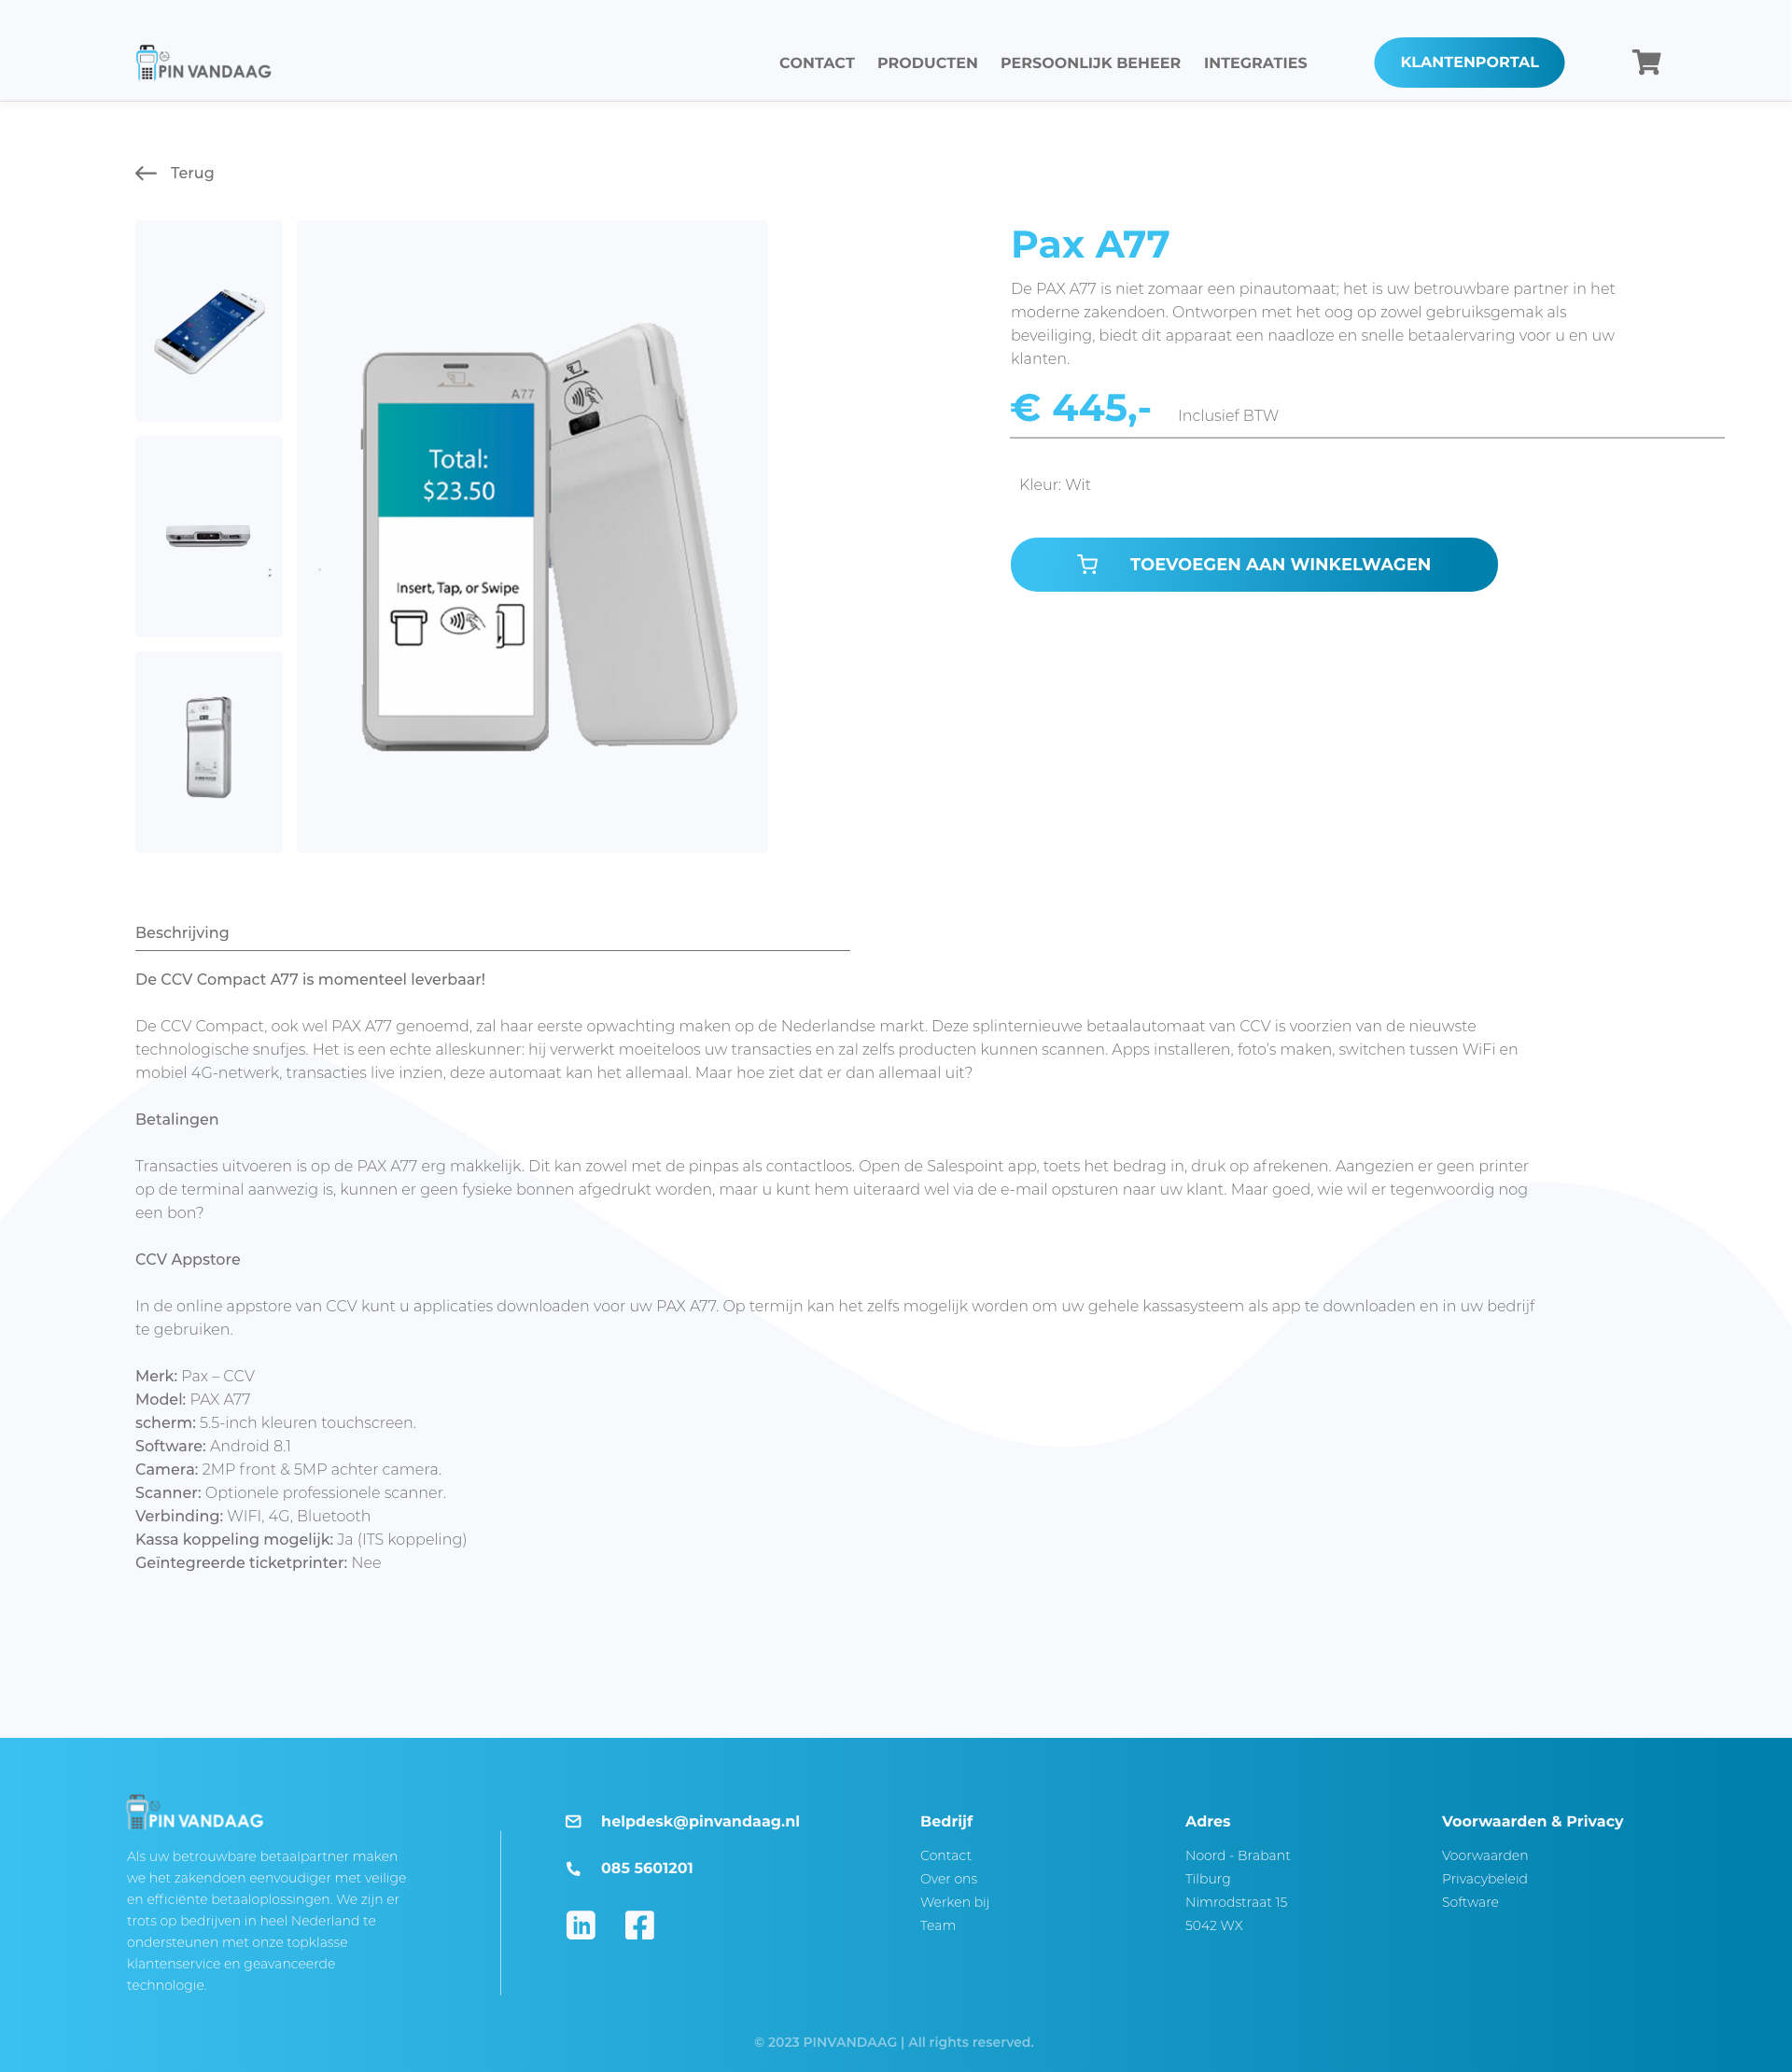 PIN VANDAAG
CONTACT PRODUCTEN PERSOONLIJK BEHEER INTEGRATIES KLANTENPORTAL
Terug
A77
Total:
$23.50
Insert, Tap, or Swipe
Pax A77
De PAX A77 is niet zomaar een pinautomaat; het is uw betrouwbare partner in het
moderne zakendoen. Ontworpen met het oog op zowel gebruiksgemak als
beveiliging, biedt dit apparaat een naadloze en snelle betaalervaring voor u en uw
klanten.
€ 445,- Inclusief BTW
Kleur: Wit
TOEVOEGEN AAN WINKELWAGEN
Beschrijving
De CCV Compact A77 is momenteel leverbaar!
De CCV Compact, ook wel PAX A77 genoemd, zal haar eerste opwachting maken op de Nederlandse markt. Deze splinternieuwe betaalautomaat van CCV is voorzien van de nieuwste
technologische snufjes. Het is een echte alleskunner: hij verwerkt moeiteloos uw transacties en zal zelfs producten kunnen scannen. Apps installeren, foto's maken, switchen tussen WiFi en
mobiel 4G-netwerk, transacties live inzien, deze automaat kan het allemaal. Maar hoe ziet dat er dan allemaal uit?
Betalingen
Transacties uitvoeren is op de PAX A77 erg makkelijk. Dit kan zowel met de pinpas als contactloos. Open de Salespoint app, toets het bedrag in, druk op afrekenen. Aangezien er geen printer
op de terminal aanwezig is, kunnen er geen fysieke bonnen afgedrukt worden, maar u kunt hem uiteraard wel via de e-mail opsturen naar uw klant. Maar goed, wie wil er tegenwoordig nog
een bon?
CCV Appstore
In de online appstore van CCV kunt u applicaties downloaden voor uw PAX A77. Op termijn kan het zelfs mogelijk worden om uw gehele kassasysteem als app te downloaden en in uw bedrijf
te gebruiken.
Merk: Pax – CCV
Model: PAX A77
scherm: 5.5-inch kleuren touchscreen.
Software: Android 8.1
Camera: 2MP front & 5MP achter camera.
Scanner: Optionele professionele scanner.
Verbinding: WIFI, 4G, Bluetooth
Kassa koppeling mogelijk: Ja (ITS koppeling)
Geïntegreerde ticketprinter: Nee
PIN VANDAAG
Als uw betrouwbare betaalpartner maken
we het zakendoen eenvoudiger met veilige
en efficiënte betaaloplossingen. We zijn er
trots op bedrijven in heel Nederland te
ondersteunen met onze topklasse
klantenservice en geavanceerde
technologie.
helpdesk@pinvandaag.nl
085 5601201
in
Bedrijf
Contact
Over ons
Werken bij
Team
Adres
Noord - Brabant
Tilburg
Nimrodstraat 15
5042 WX
Voorwaarden & Privacy
Voorwaarden
Privacybeleid
Software
© 2023 PINVANDAAG | All rights reserved.